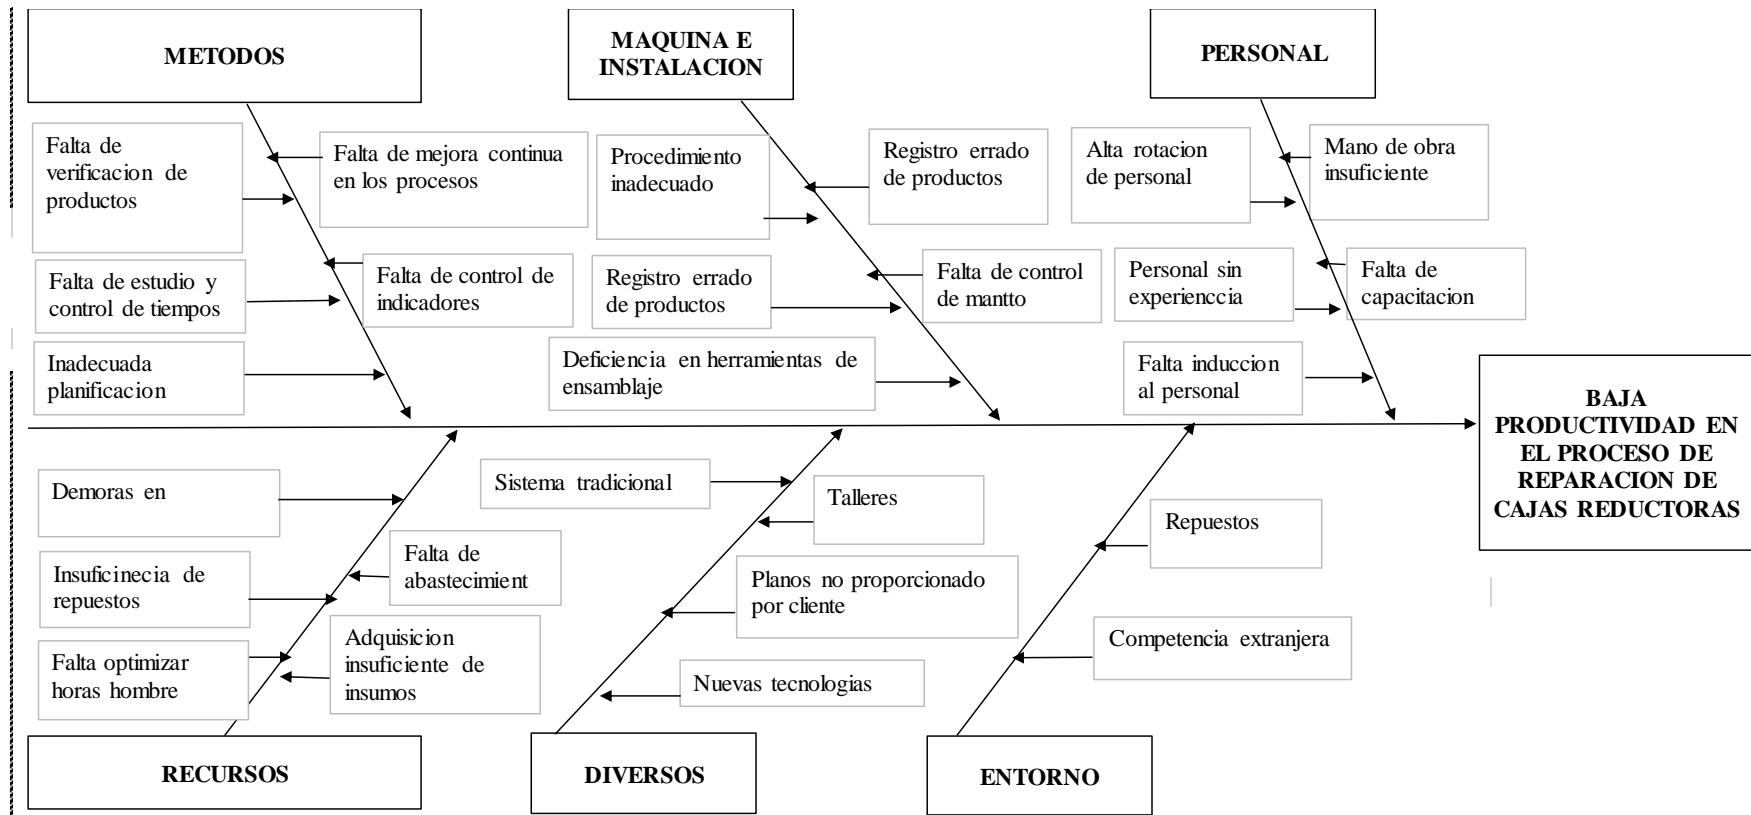 METODOS
MAQUINA E
INSTALACION
PERSONAL
Falta de
verificacion de
productos
Falta de mejora continua
en los procesos
Procedimiento
inadecuado
Registro errado
de productos
Alta rotacion
de personal
Mano de obra
insuficiente
Falta de estudio y
control de tiempos
Falta de control de
indicadores
Registro errado
de productos
Falta de control
de mantto
Personal sin
experienccia
Falta de
capacitacion
Inadecuada
planificacion
Deficiencia en herramientas de
ensamblaje
Falta induccion
al personal
BAJA
PRODUCTIVIDAD EN
EL PROCESO DE
REPARACION DE
CAJAS REDUCTORAS
Demoras en
Sistema tradicional
Talleres
Repuestos
Insuficinecia de
repuestos
Falta de
abastecimient
Planos no proporcionado
por cliente
Falta optimizar
horas hombre
Adquisicion
insuficiente de
insumos
Nuevas tecnologias
Competencia extranjera
RECURSOS
DIVERSOS
ENTORNO